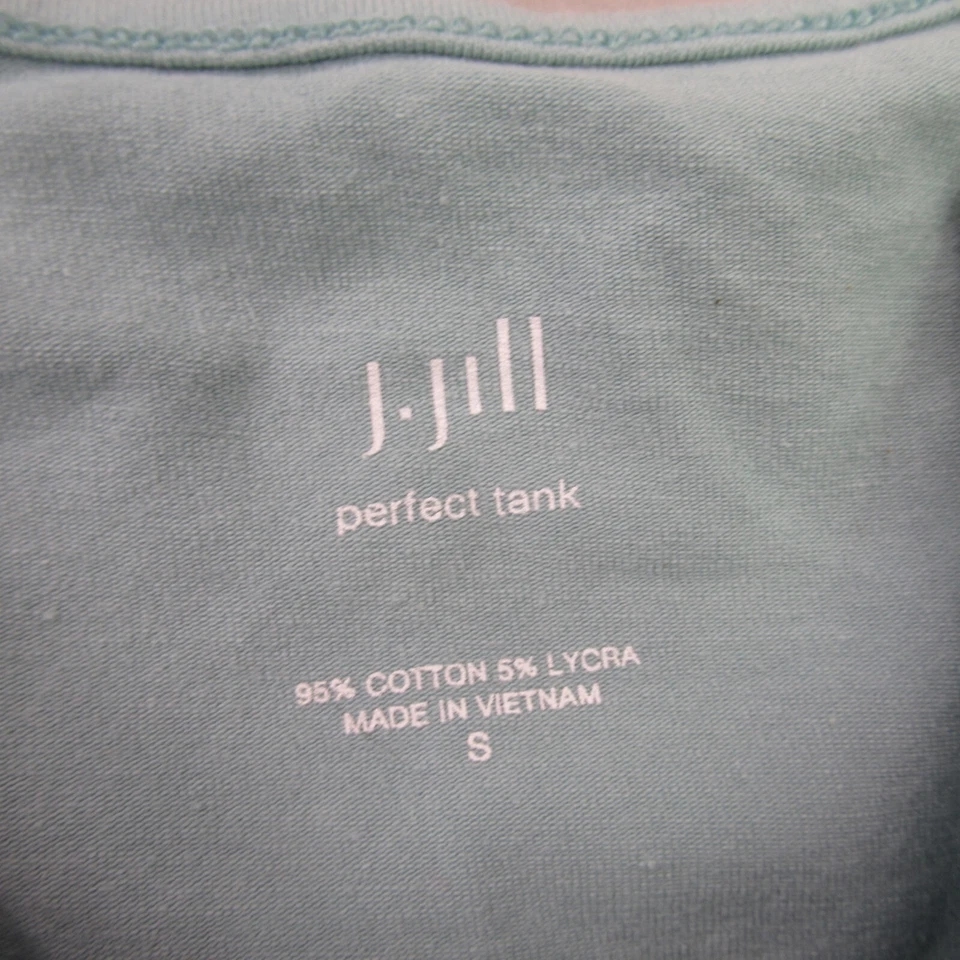 J.Jill
perfect tank
95% COTTON 5% LYCRA
MADE IN VIETNAM
S